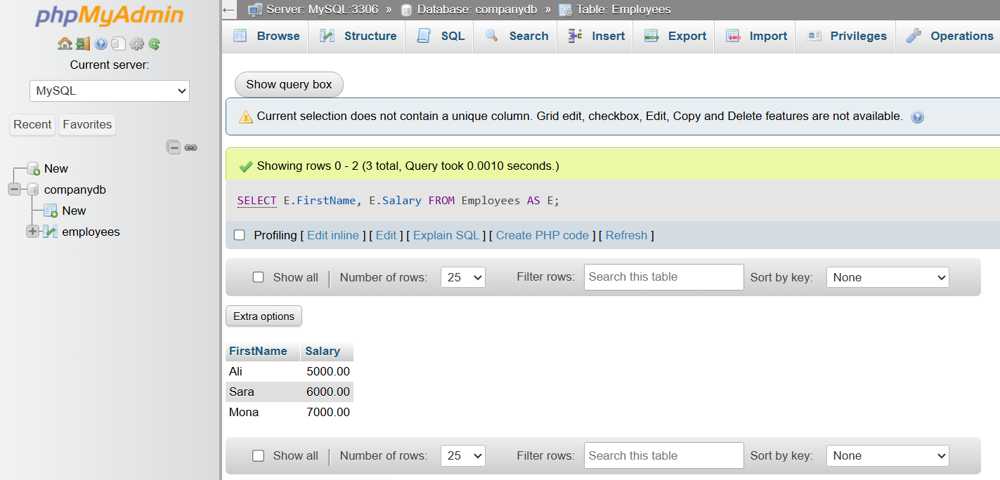 phpMyAdmin
Current server:
MySQL
Recent Favorites
New
companydb
New
employees
Server: MySQL:3306 » Database: companydb » Table: Employees
Browse Structure SQL Search Insert Export Import Privileges Operations
Show query box
Current selection does not contain a unique column. Grid edit, checkbox, Edit, Copy and Delete features are not available.
Showing rows 0 - 2 (3 total, Query took 0.0010 seconds.)
SELECT E.FirstName, E.Salary FROM Employees AS E;
Profiling [ Edit inline ] [ Edit ] [ Explain SQL ] [ Create PHP code ] [ Refresh ]
Show all | Number of rows: 25 Filter rows: Search this table Sort by key: None
Extra options
FirstName Salary
Ali 5000.00
Sara 6000.00
Mona 7000.00
Show all | Number of rows: 25 Filter rows: Search this table Sort by key: None